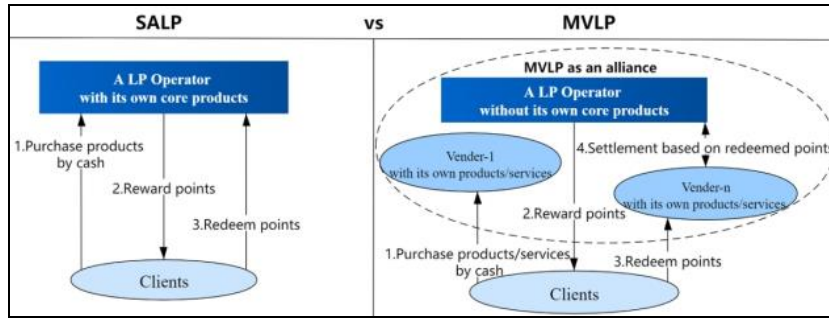 SALP
vs
MVLP
A LP Operator
with its own core products
1.Purchase products
by cash
2.Reward points
3.Redeem points
Clients
MVLP as an alliance
A LP Operator
without its own core products
4.Settlement based on redeemed points
Vender-1
with its own products/services
Vender-n
with its own products/services
2.Reward points
1.Purchase products/services
by cash
3.Redeem points
Clients